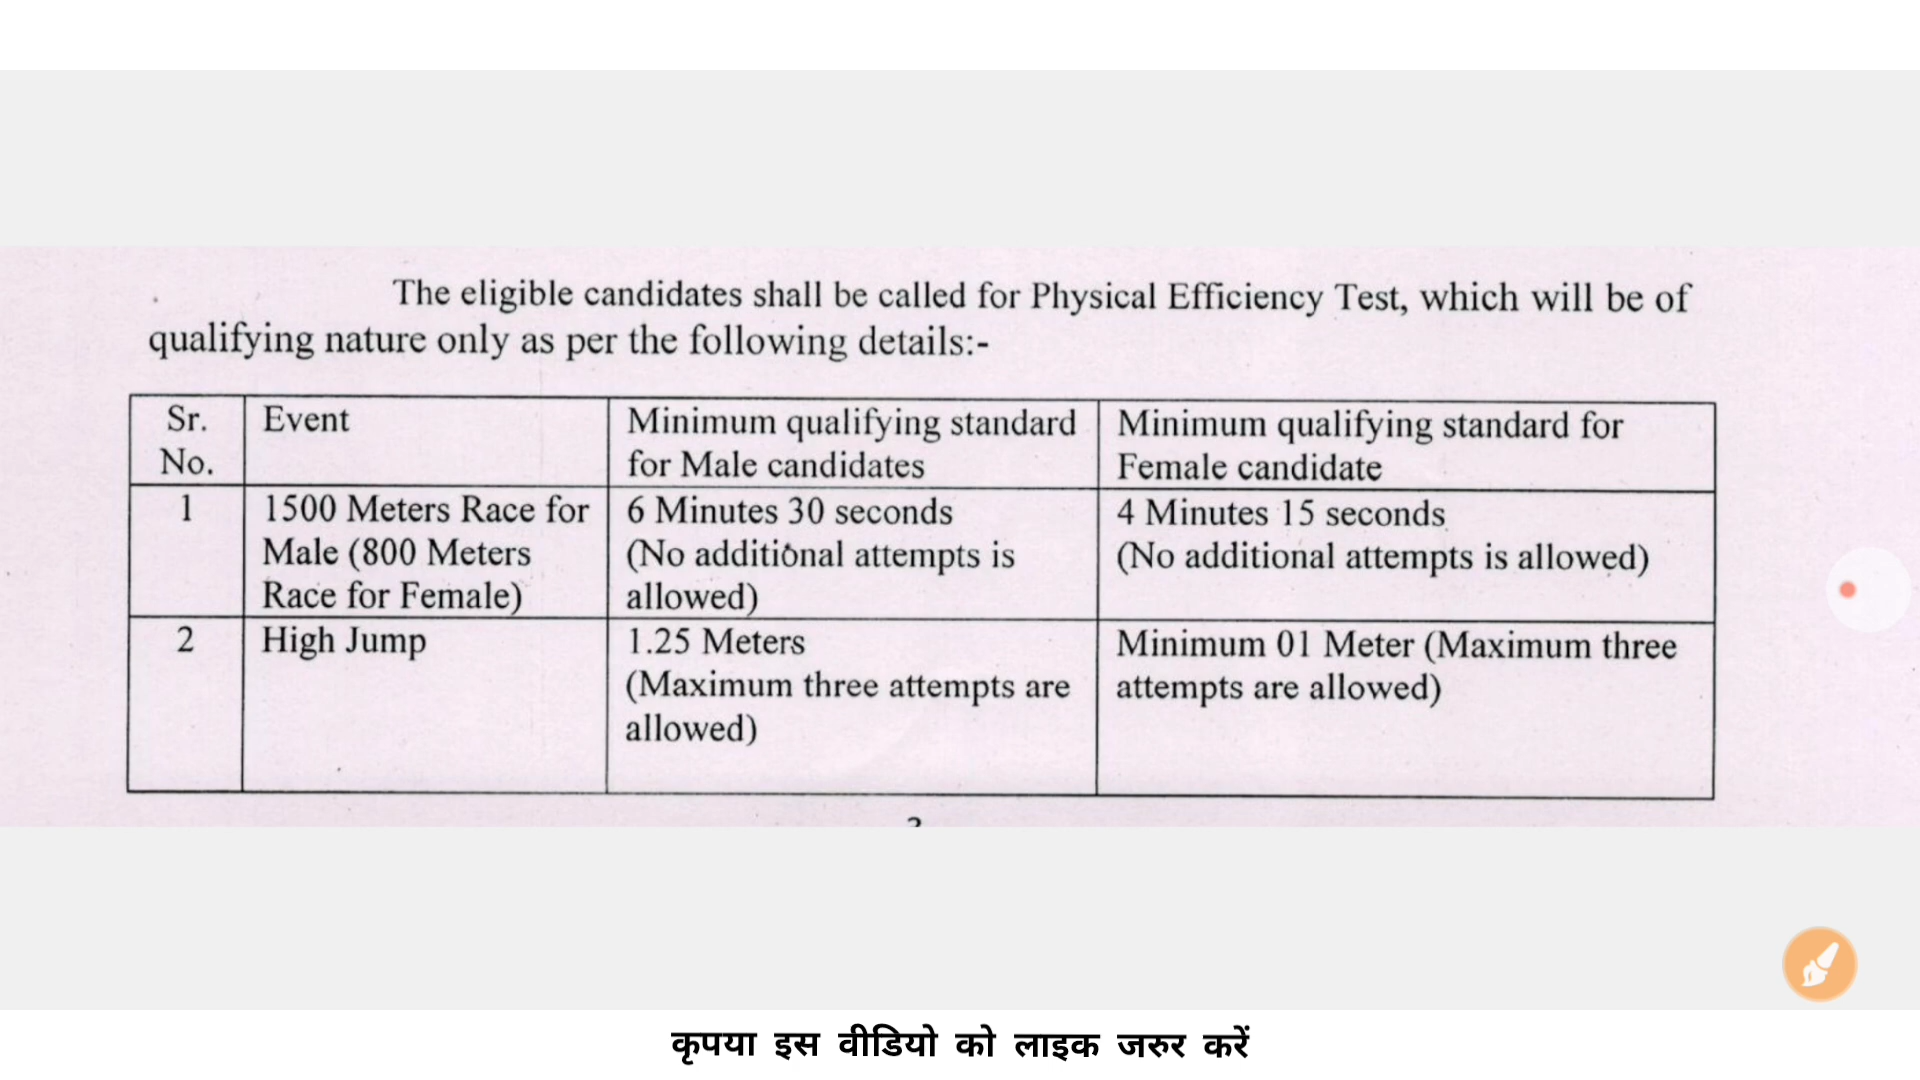 The eligible candidates shall be called for Physical Efficiency Test, which will be of
qualifying nature only as per the following details:-
Sr. No.
Event
Minimum qualifying standard
for Male candidates
Minimum qualifying standard for
Female candidate
1
1500 Meters Race for
Male (800 Meters
Race for Female)
6 Minutes 30 seconds
(No additional attempts is
allowed)
4 Minutes 15 seconds
(No additional attempts is allowed)
2
High Jump
1.25 Meters
(Maximum three attempts are
allowed)
Minimum 01 Meter (Maximum three
attempts are allowed)
कृपया इस वीडियो को लाइक जरुर करें